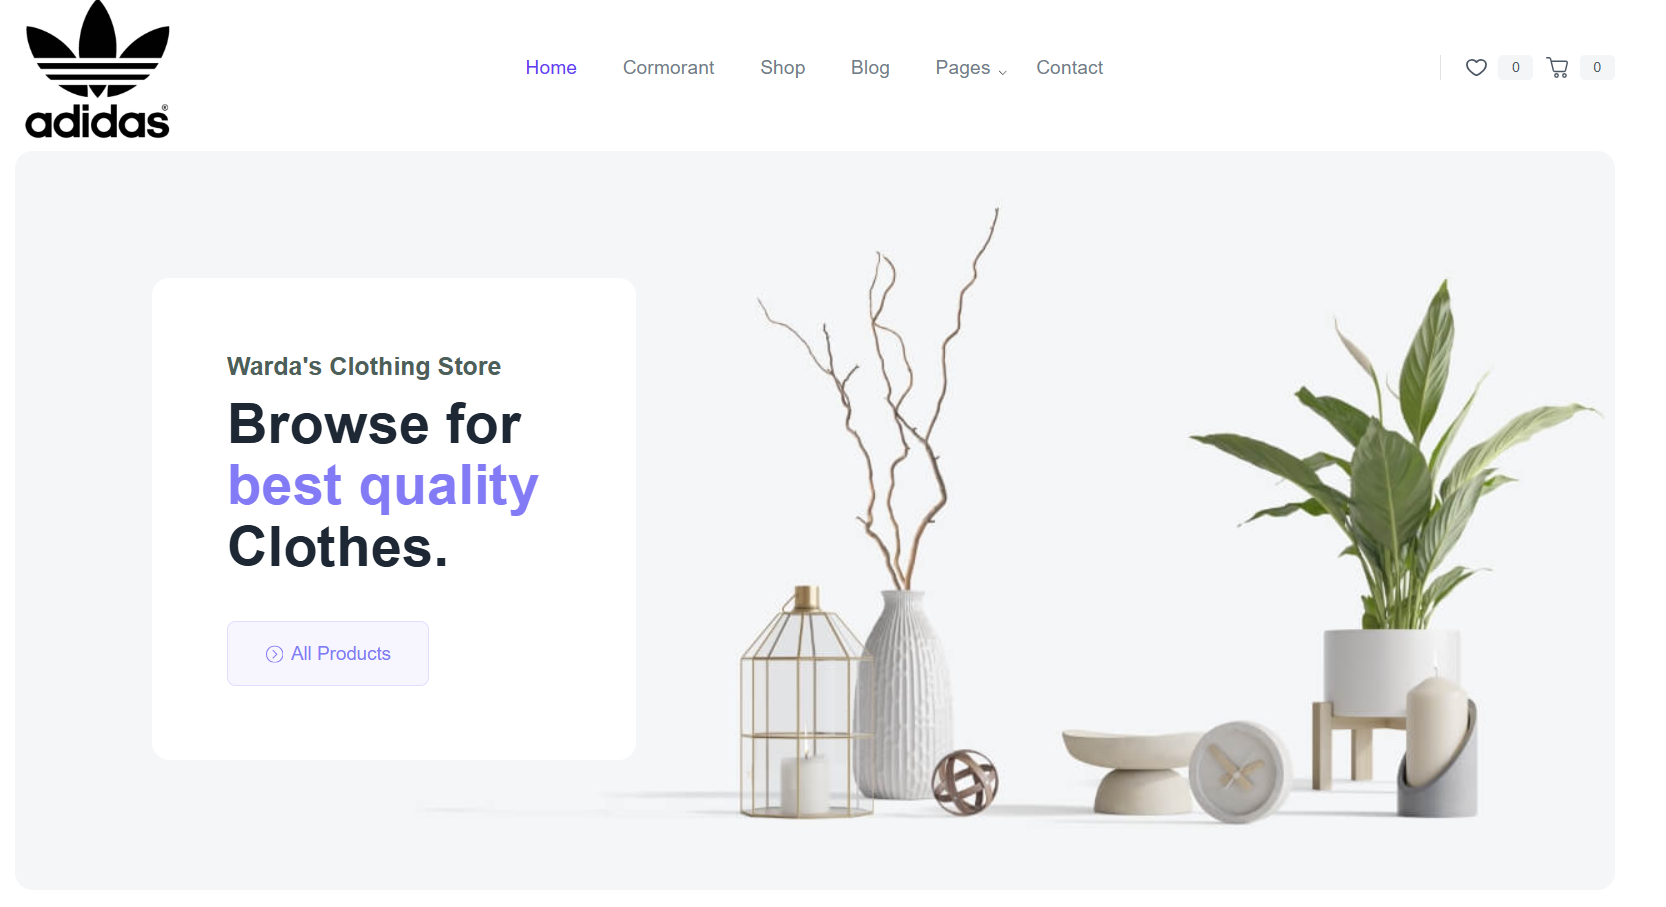 adidas®
Home Cormorant Shop Blog Pages Contact 0 0
Warda's Clothing Store
Browse for
best quality
Clothes.
All Products